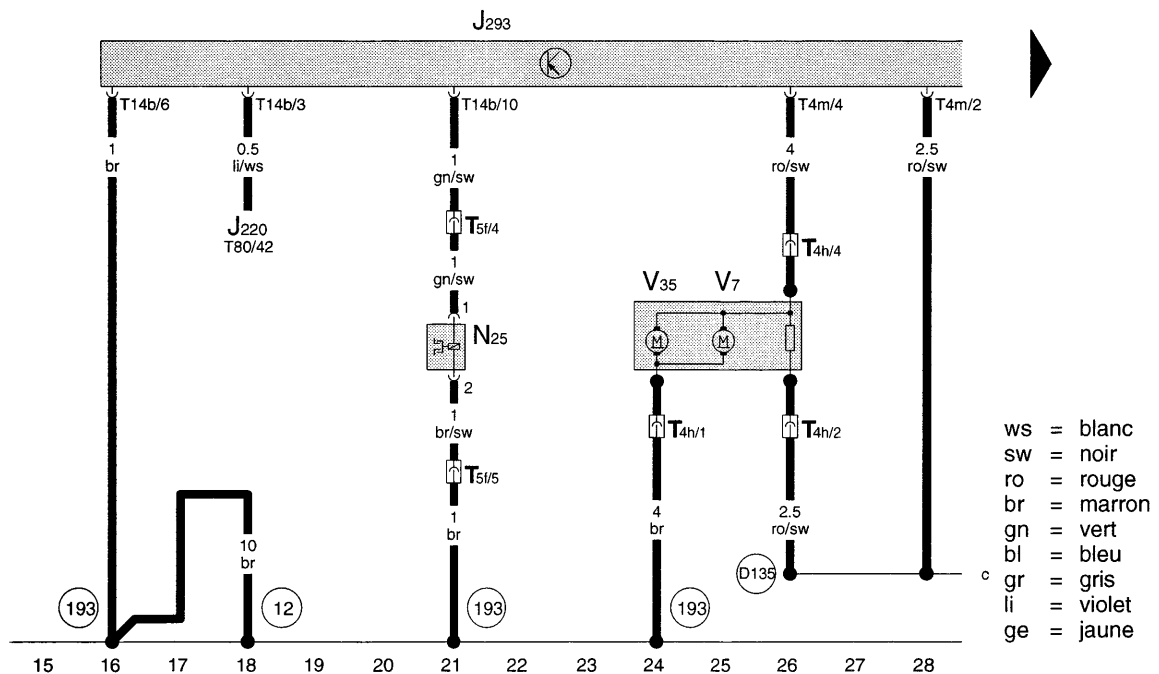 J293
T14b/6 T14b/3 T14b/10 T4m/4 T4m/2
1 br
0.5 li/ws
1 gn/sw
4 ro/sw
2.5 ro/sw
J220
T80/42
T5f/4
T4h/4
1 gn/sw
V35 V7
1
N25
M M
2
1 br/sw
T4h/1 T4h/2
T5f/5
10 br
1 br
4 br
2.5 ro/sw
D135
c
193 12 193 193
15 16 17 18 19 20 21 22 23 24 25 26 27 28
ws = blanc
sw = noir
ro = rouge
br = marron
gn = vert
bl = bleu
gr = gris
li = violet
ge = jaune